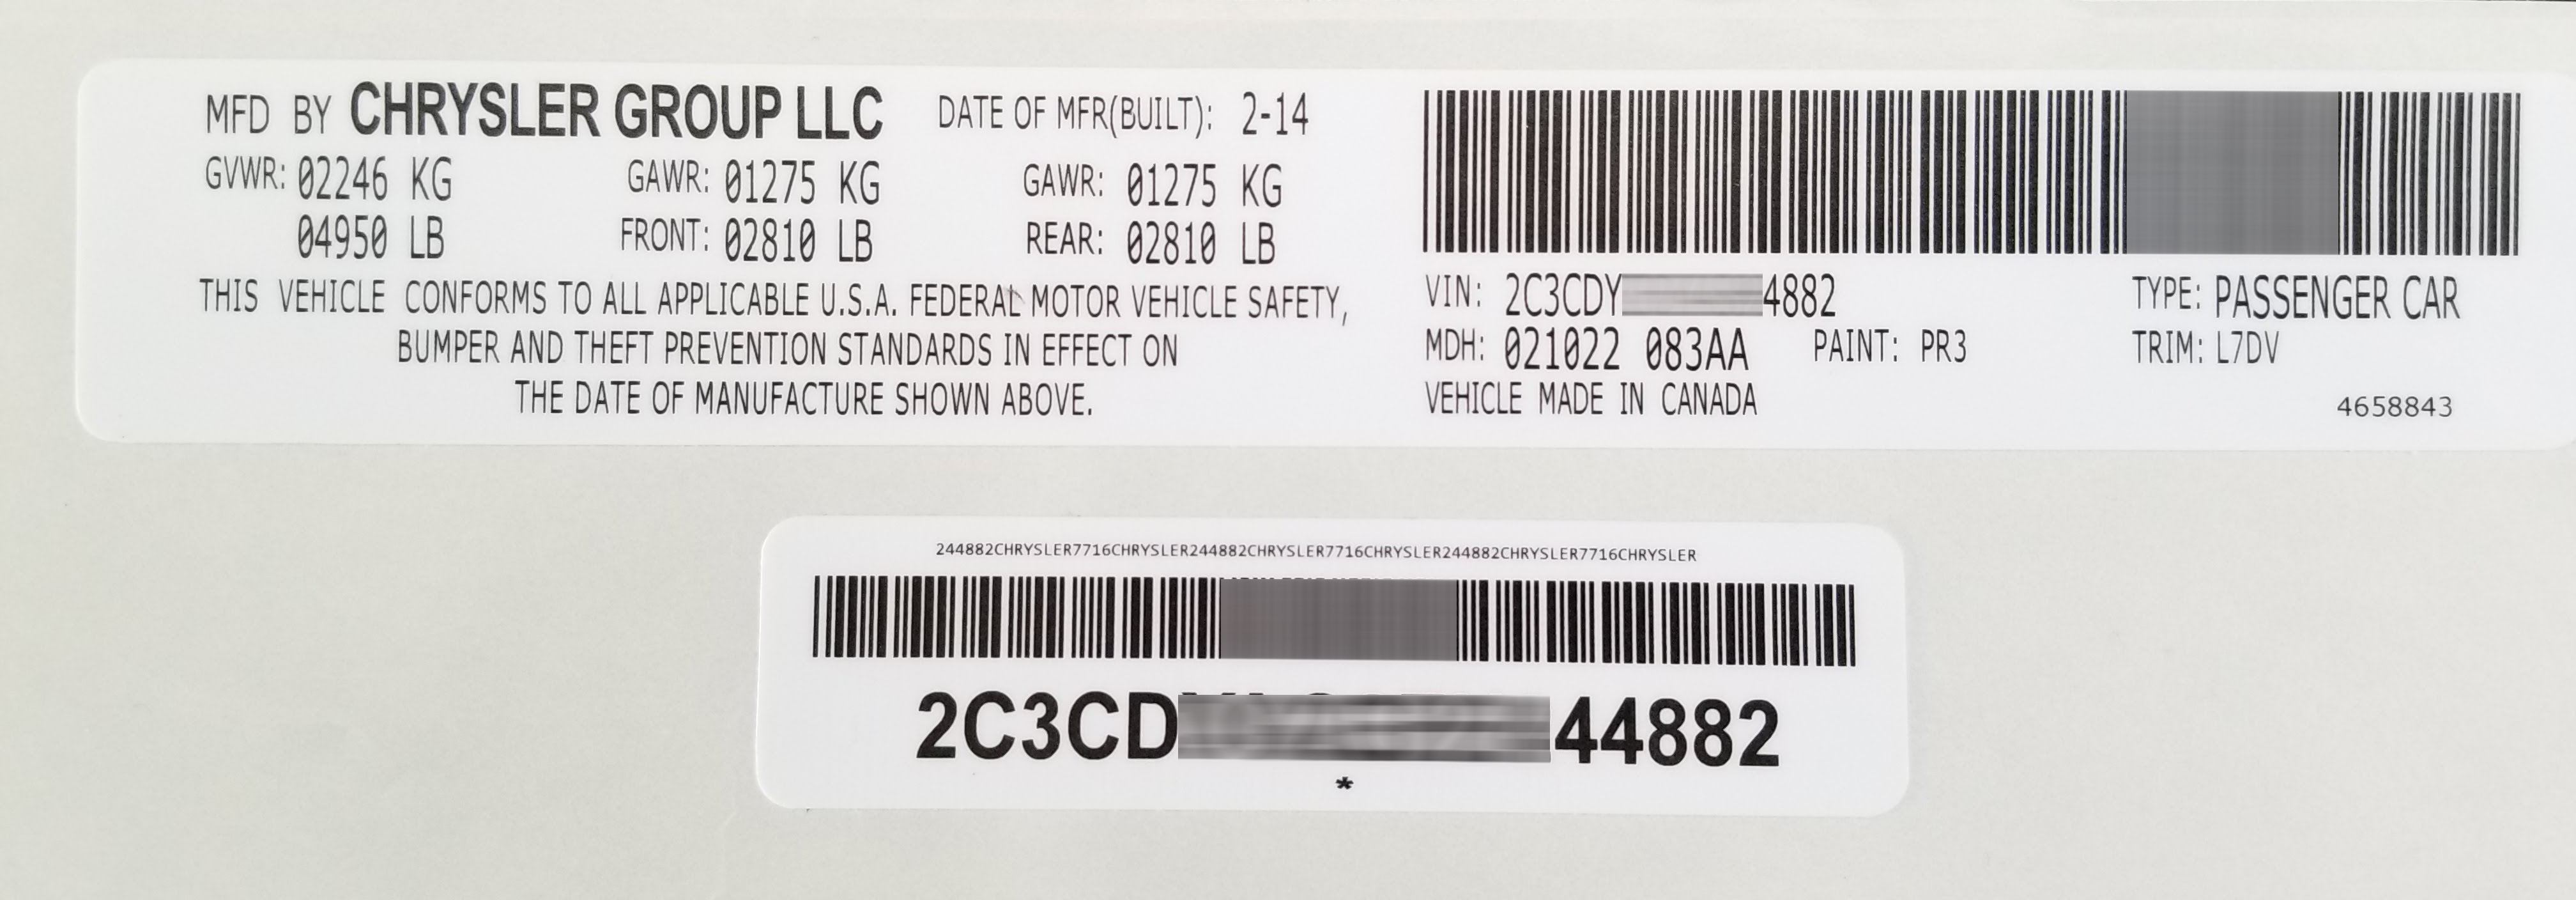 MFD BY CHRYSLER GROUP LLC DATE OF MFR(BUILT): 2-14
GVWR: 02246 KG GAWR: 01275 KG GAWR: 01275 KG
04950 LB FRONT: 02810 LB REAR: 02810 LB
THIS VEHICLE CONFORMS TO ALL APPLICABLE U.S.A. FEDERAL MOTOR VEHICLE SAFETY,
BUMPER AND THEFT PREVENTION STANDARDS IN EFFECT ON
THE DATE OF MANUFACTURE SHOWN ABOVE.
VIN: 2C3CDY 4882 TYPE: PASSENGER CAR
MDH: 021022 083AA PAINT: PR3 TRIM: L7DV
VEHICLE MADE IN CANADA
4658843
244882CHRYSLER7716CHRYSLER244882CHRYSLER7716CHRYSLER244882CHRYSLER7716CHRYSLER
2C3CD 44882
*